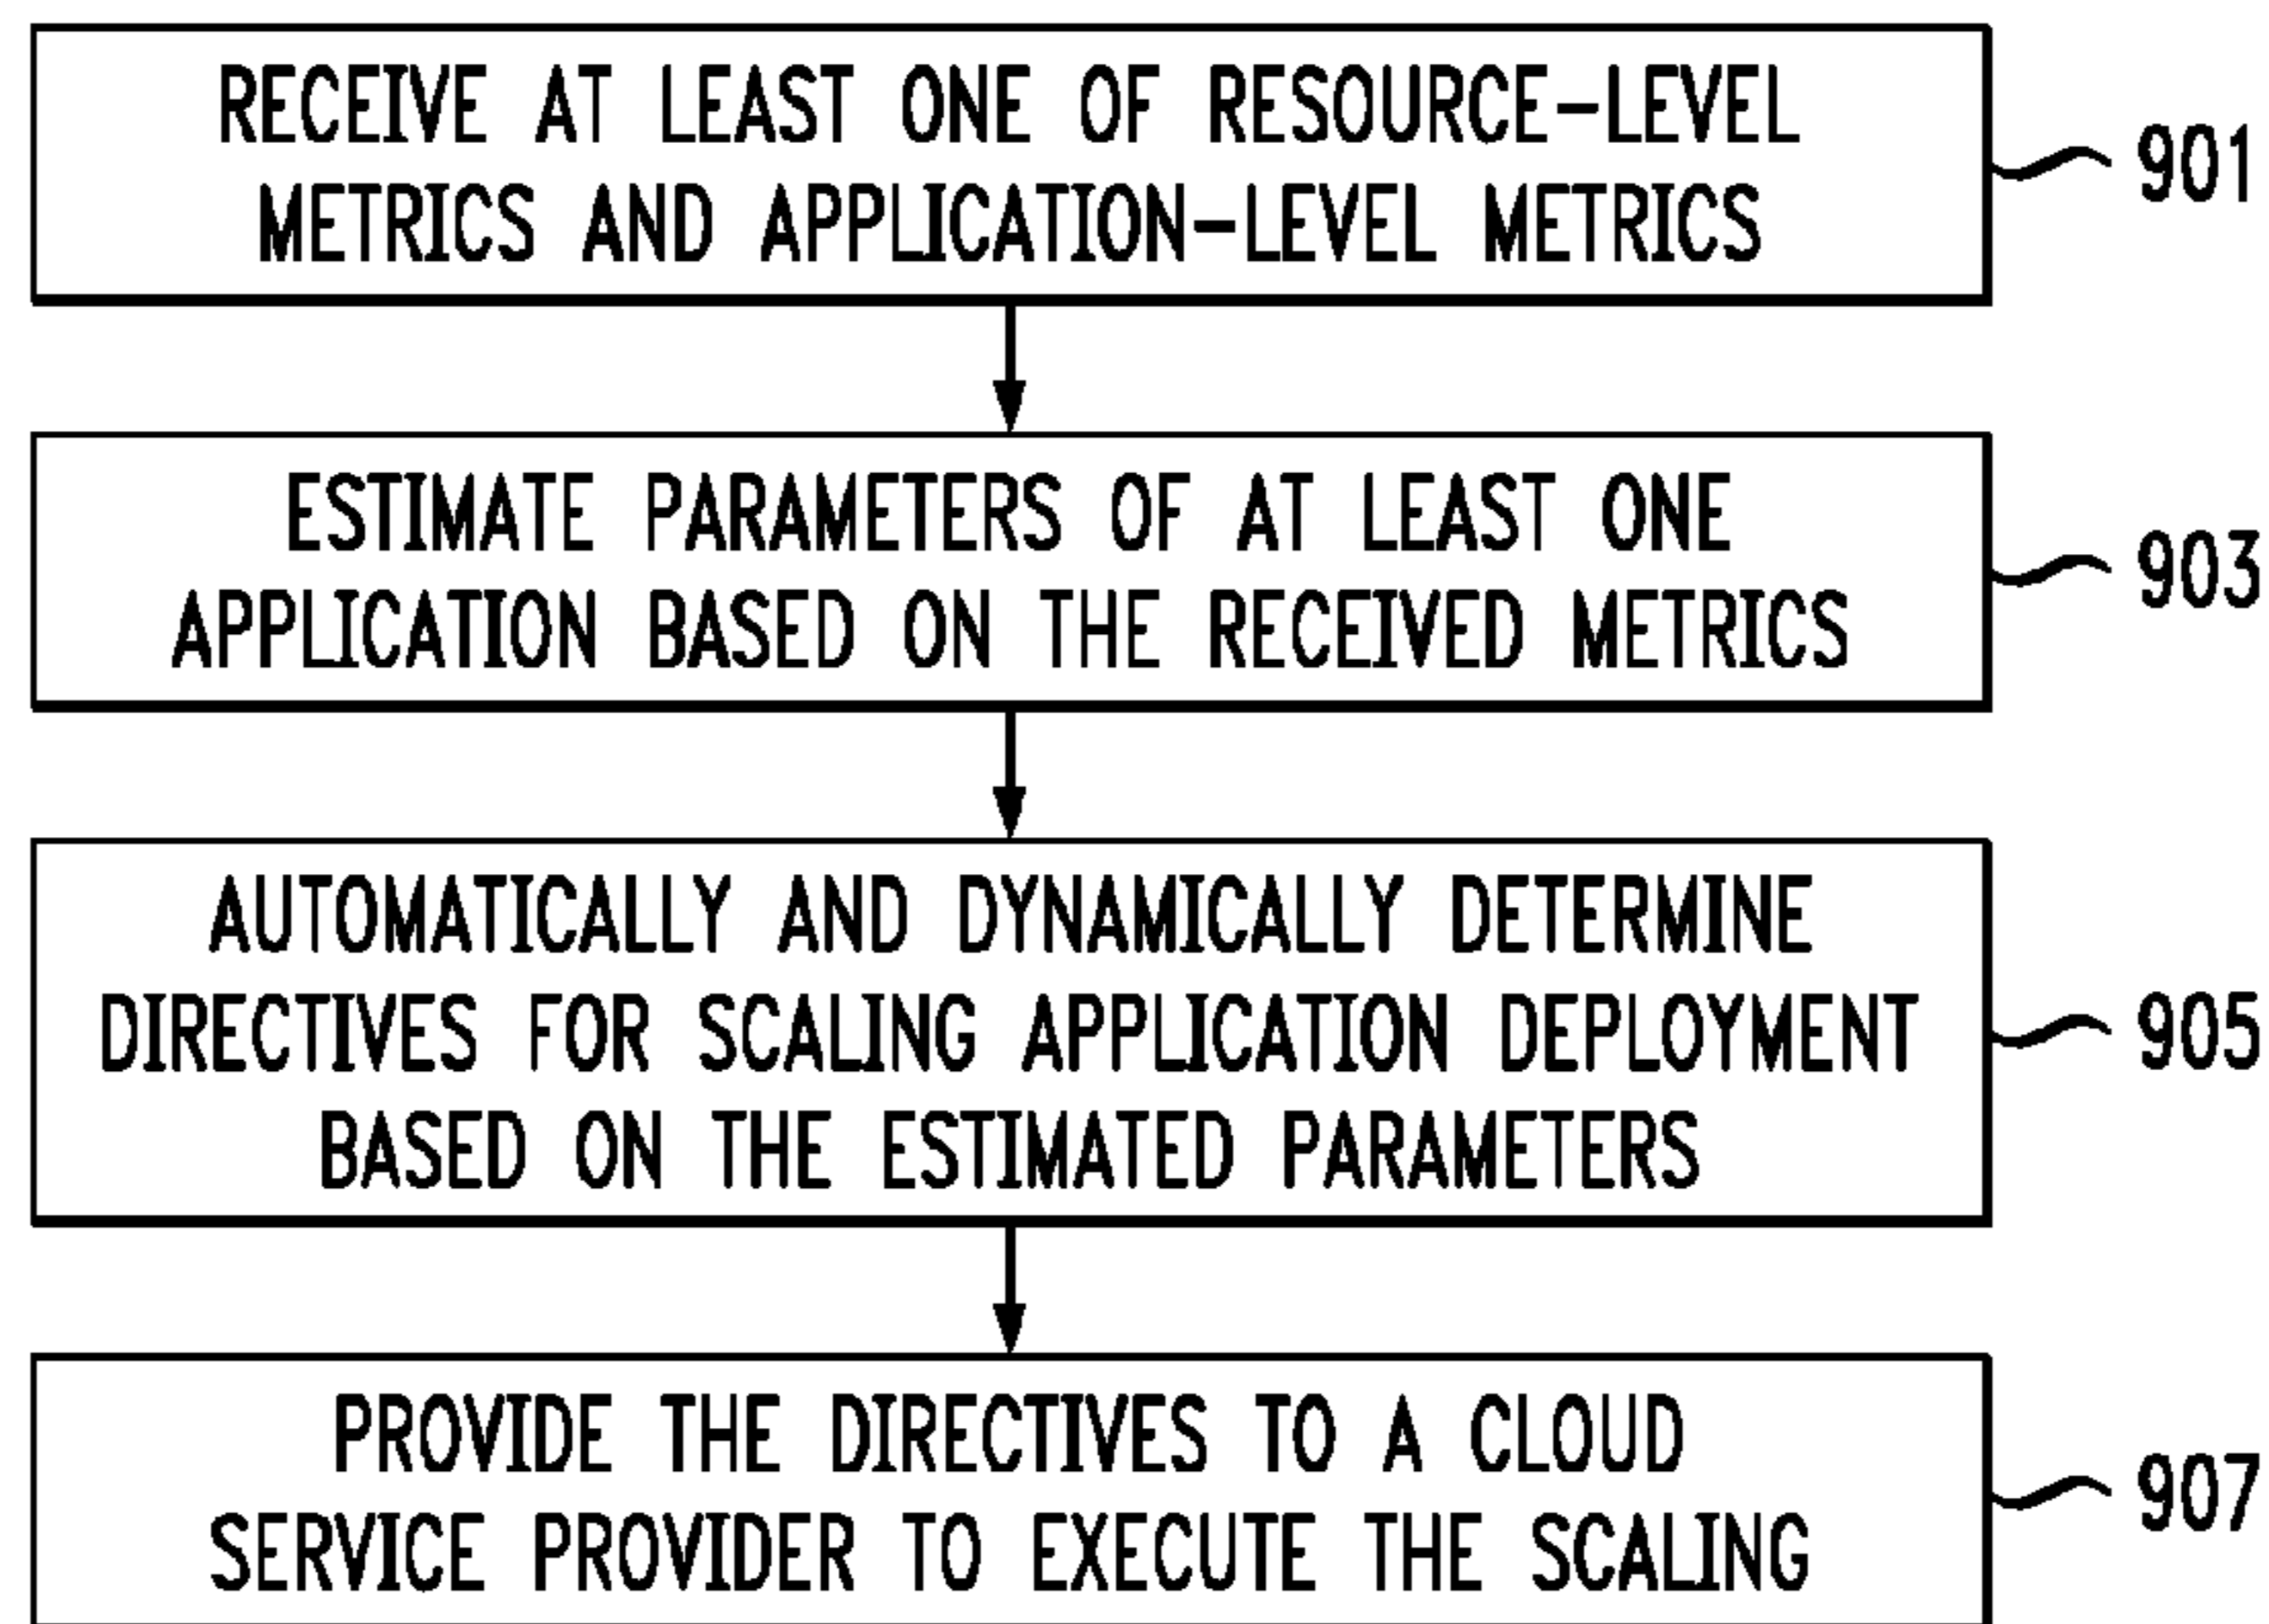 RECEIVE AT LEAST ONE OF RESOURCE-LEVEL
METRICS AND APPLICATION-LEVEL METRICS
901
ESTIMATE PARAMETERS OF AT LEAST ONE
APPLICATION BASED ON THE RECEIVED METRICS
903
AUTOMATICALLY AND DYNAMICALLY DETERMINE
DIRECTIVES FOR SCALING APPLICATION DEPLOYMENT
BASED ON THE ESTIMATED PARAMETERS
905
PROVIDE THE DIRECTIVES TO A CLOUD
SERVICE PROVIDER TO EXECUTE THE SCALING
907